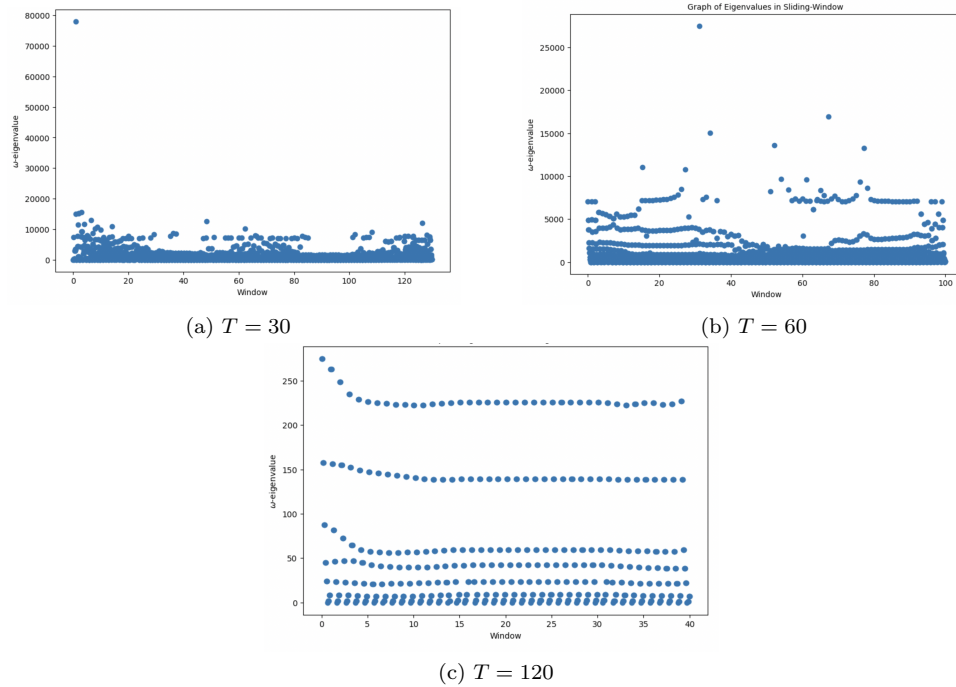 80000
70000
60000
50000
40000
30000
20000
10000
0
ω-eigenvalue
0 20 40 60 80 100 120
Window
(a) T = 30
Graph of Eigenvalues in Sliding-Window
25000
20000
15000
10000
5000
0
ω-eigenvalue
0 20 40 60 80 100
Window
(b) T = 60
250
200
150
100
50
0
ω-eigenvalue
0 5 10 15 20 25 30 35 40
Window
(c) T = 120